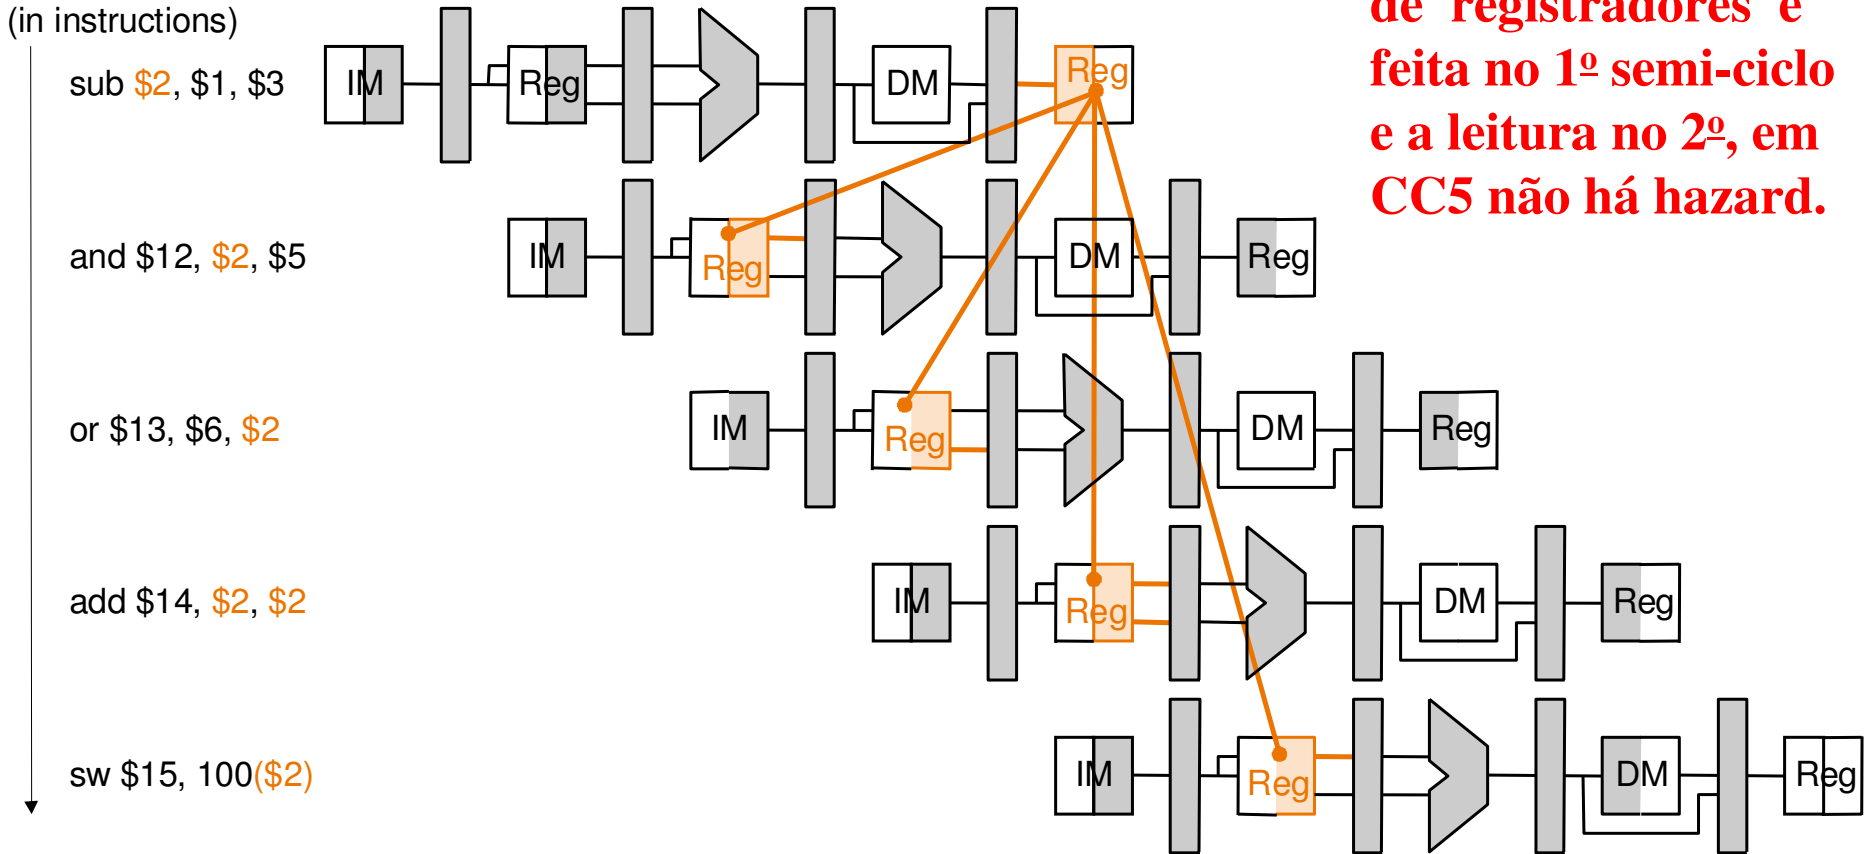 (in instructions)
de registradores é
feita no 1º semi-ciclo
e a leitura no 2º, em
CC5 não há hazard.
sub $2, $1, $3
IM
Reg
DM
Reg
and $12, $2, $5
IM
Reg
DM
Reg
or $13, $6, $2
IM
Reg
DM
Reg
add $14, $2, $2
IM
Reg
DM
Reg
sw $15, 100($2)
IM
Reg
DM
Reg